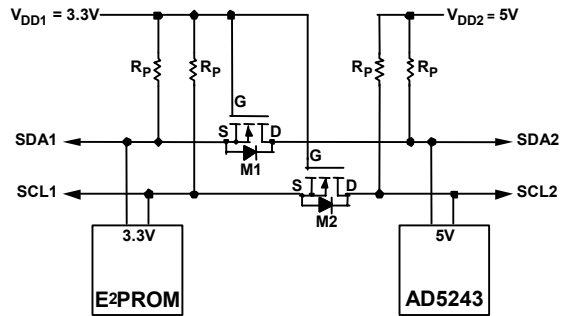 VDD1 = 3.3V
VDD2 = 5V
RP RP RP RP
G
S D
M1
SDA1 SDA2
G
S D
M2
SCL1 SCL2
3.3V
E2PROM
5V
AD5243